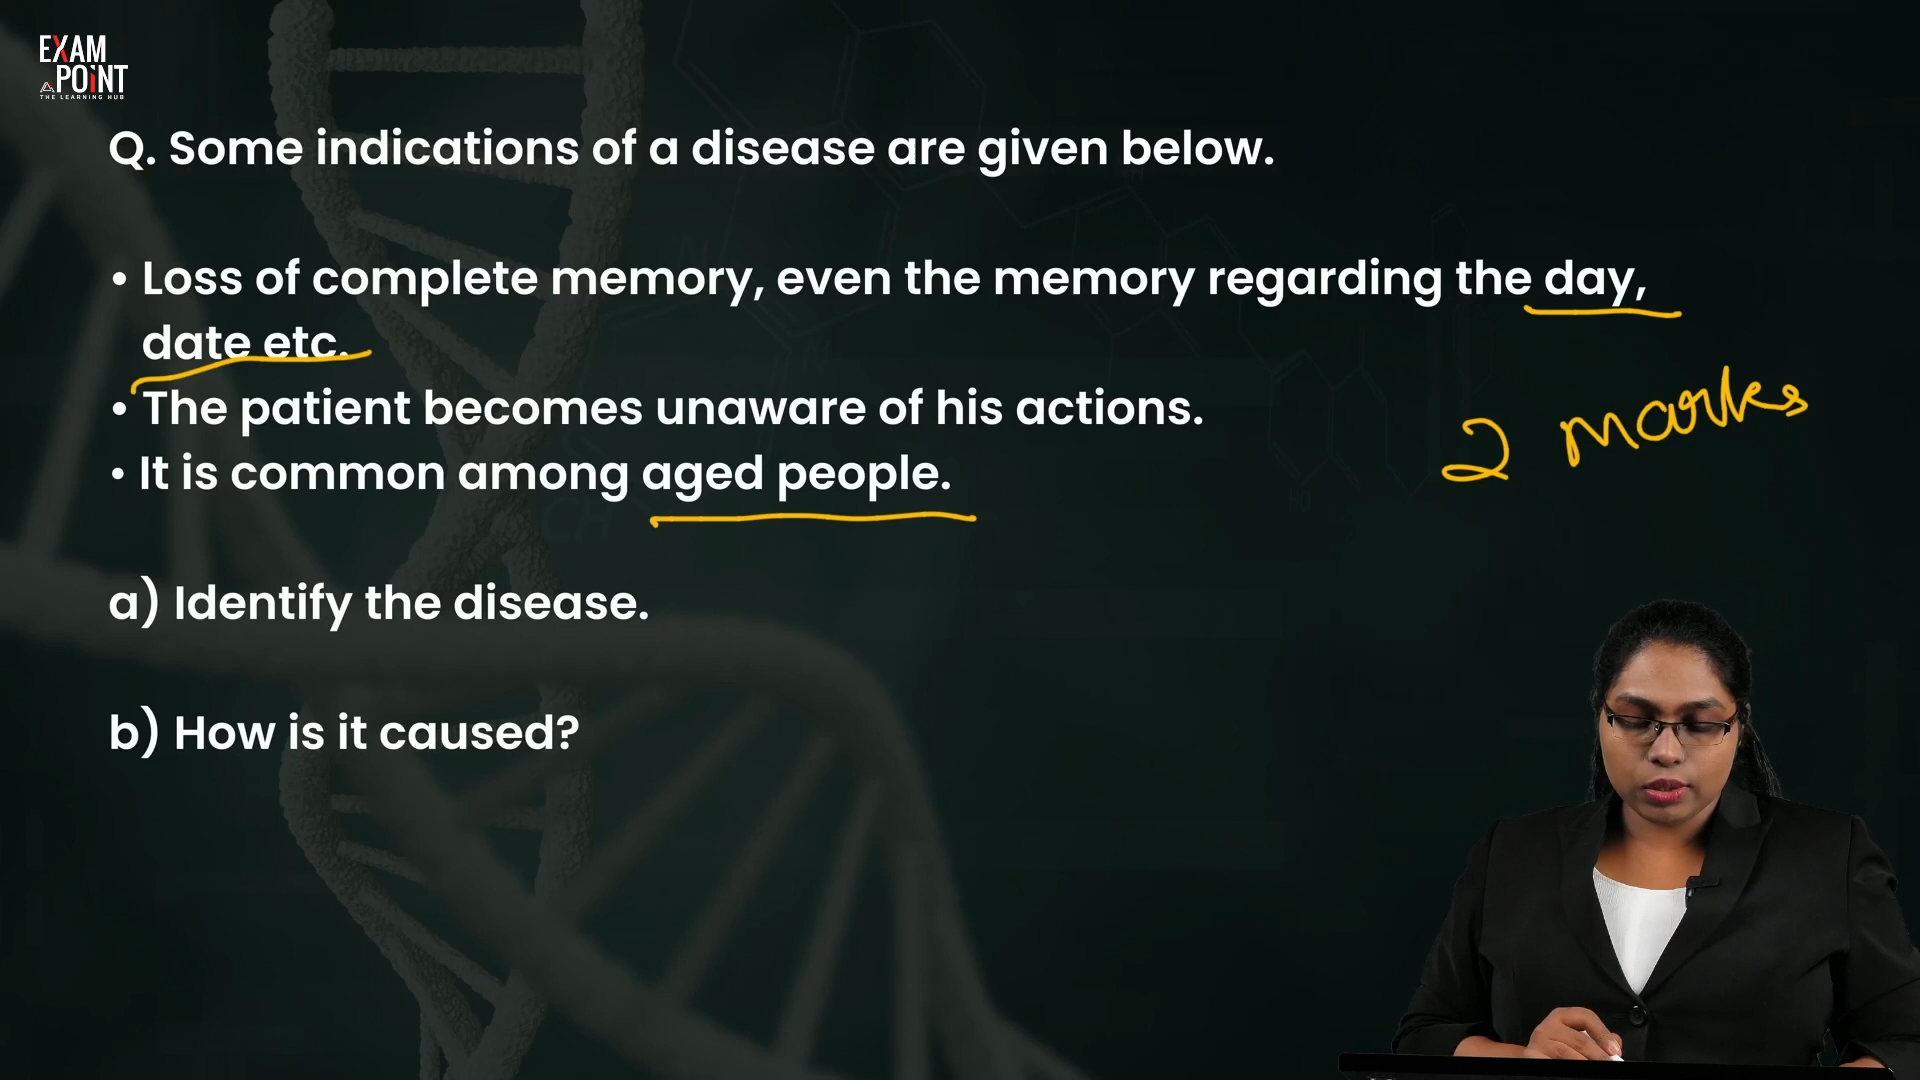 EXAM
POINT
THE LEARNING HUB
Q. Some indications of a disease are given below.
• Loss of complete memory, even the memory regarding the day,
date etc.
• The patient becomes unaware of his actions.
• It is common among aged people.
2 marks
a) Identify the disease.
b) How is it caused?